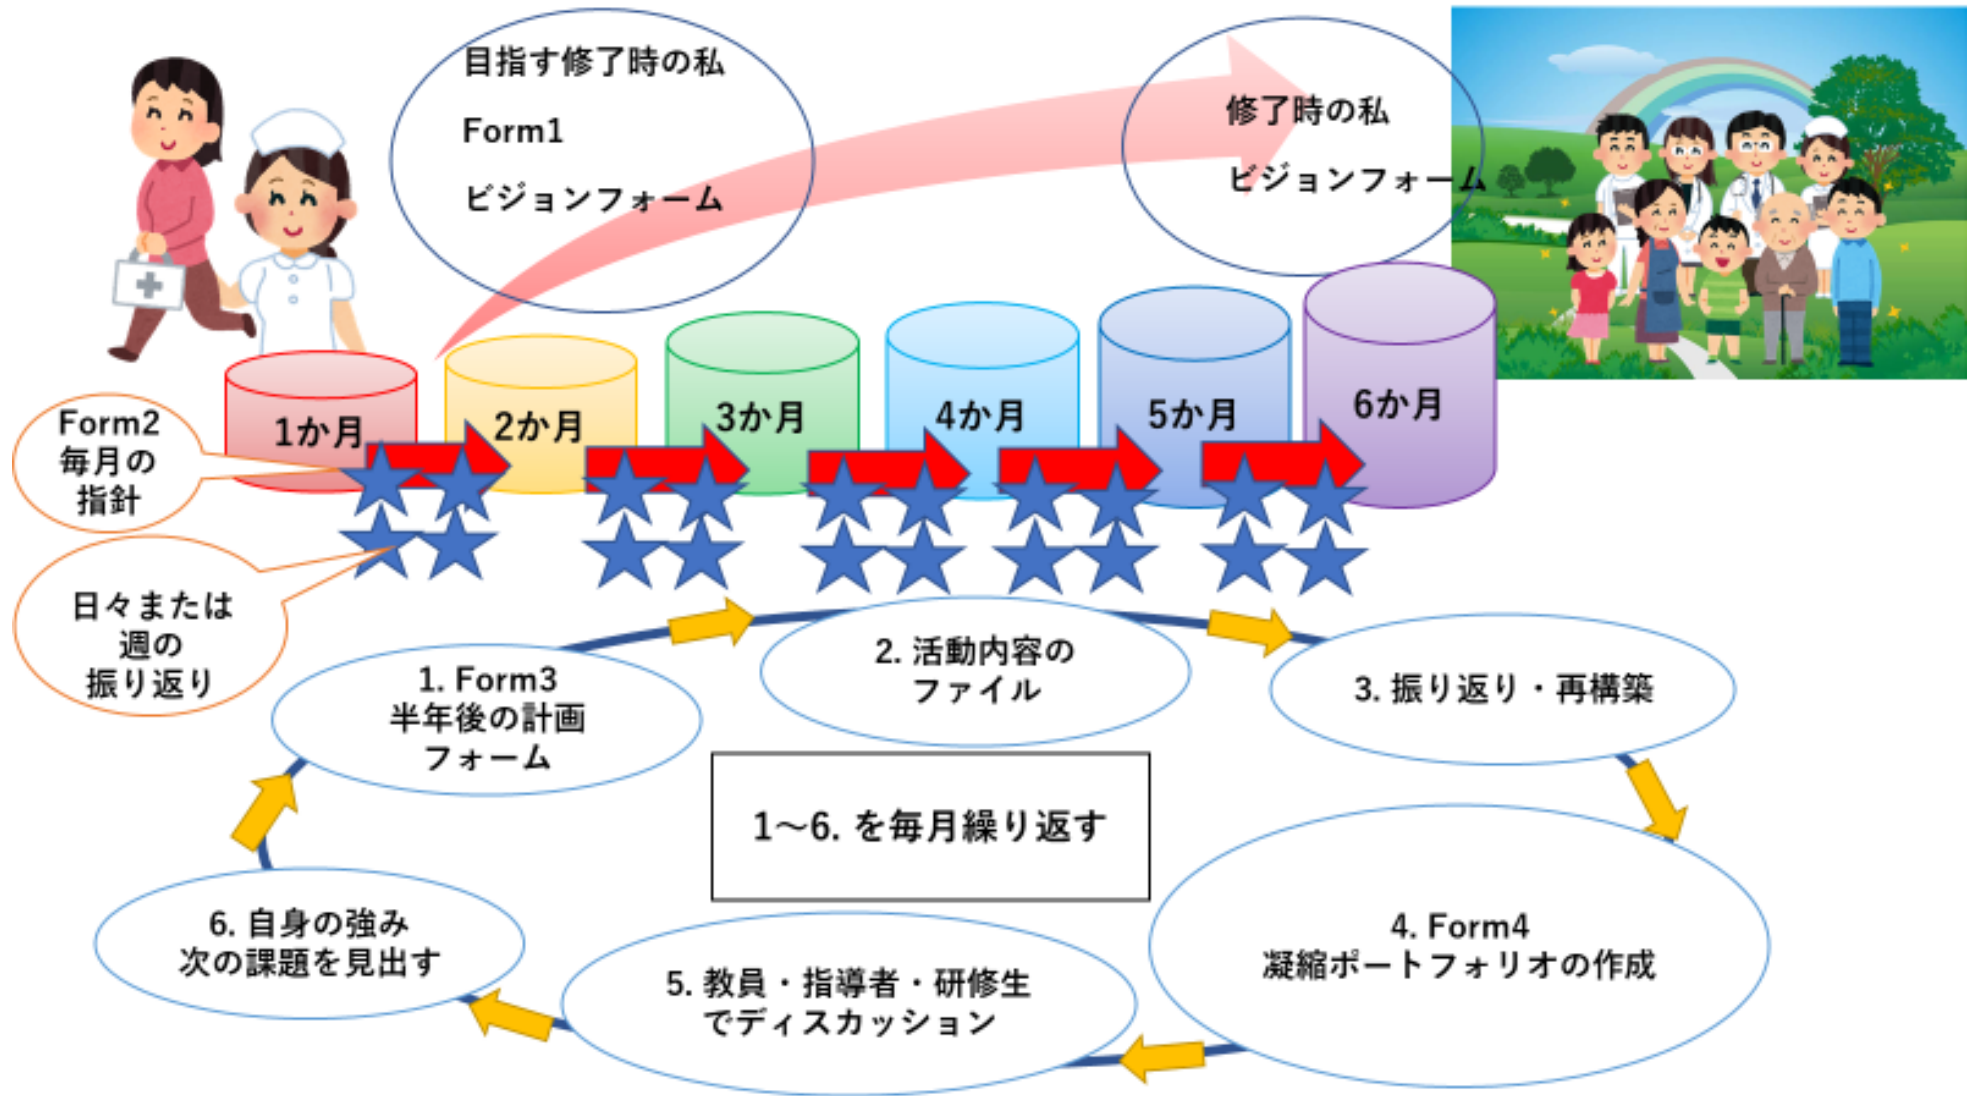 目指す修了時の私
Form1
ビジョンフォーム
修了時の私
ビジョンフォーム
1か月
2か月
3か月
4か月
5か月
6か月
Form2
毎月の
指針
日々または
週の
振り返り
1. Form3
半年後の計画
フォーム
2. 活動内容の
ファイル
3. 振り返り・再構築
1～6. を毎月繰り返す
4. Form4
凝縮ポートフォリオの作成
5. 教員・指導者・研修生
でディスカッション
6. 自身の強み
次の課題を見出す